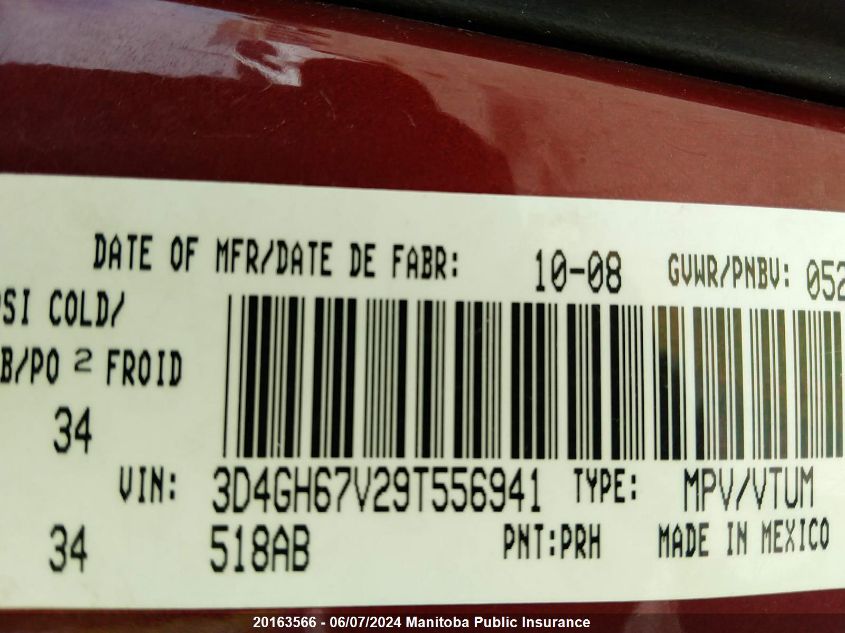 DATE OF MFR/DATE DE FABR: 10-08 GVWR/PNBV: 052
PSI COLD/
B/PO 2 FROID
34
VIN: 3D4GH67V29T556941 TYPE: MPV/VTUM
34 518AB PNT:PRH MADE IN MEXICO
20163566 - 06/07/2024 Manitoba Public Insurance